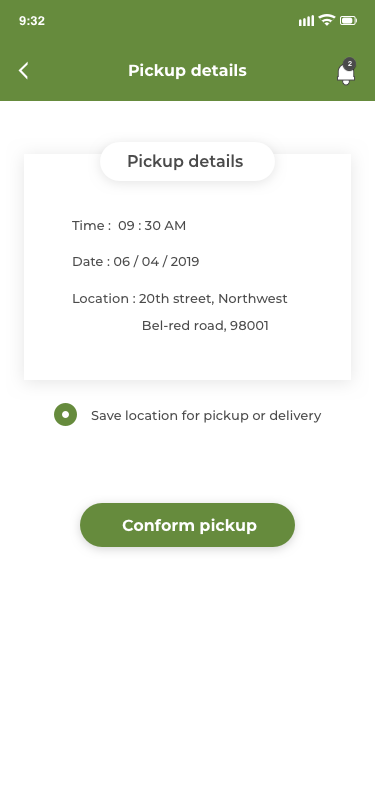 9:32
Pickup details
2
Pickup details
Time :  09 : 30 AM
Date : 06 / 04 / 2019
Location : 20th street, Northwest
Bel-red road, 98001
Save location for pickup or delivery
Conform pickup